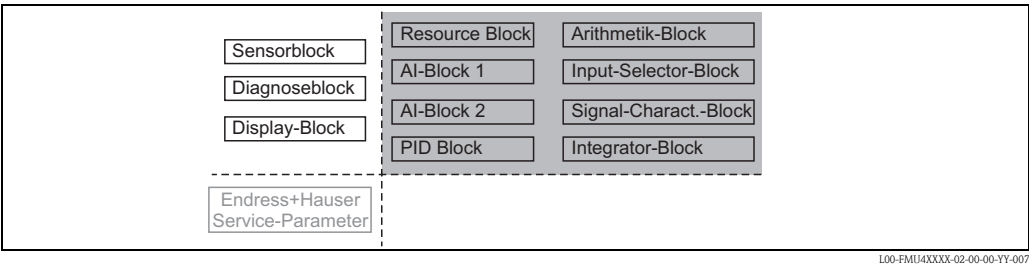 Sensorblock
Diagnoseblock
Display-Block
Resource Block
AI-Block 1
AI-Block 2
PID Block
Arithmetik-Block
Input-Selector-Block
Signal-Charact.-Block
Integrator-Block
Endress+Hauser
Service-Parameter
L00-FMU4XXXX-02-00-00-YY-007